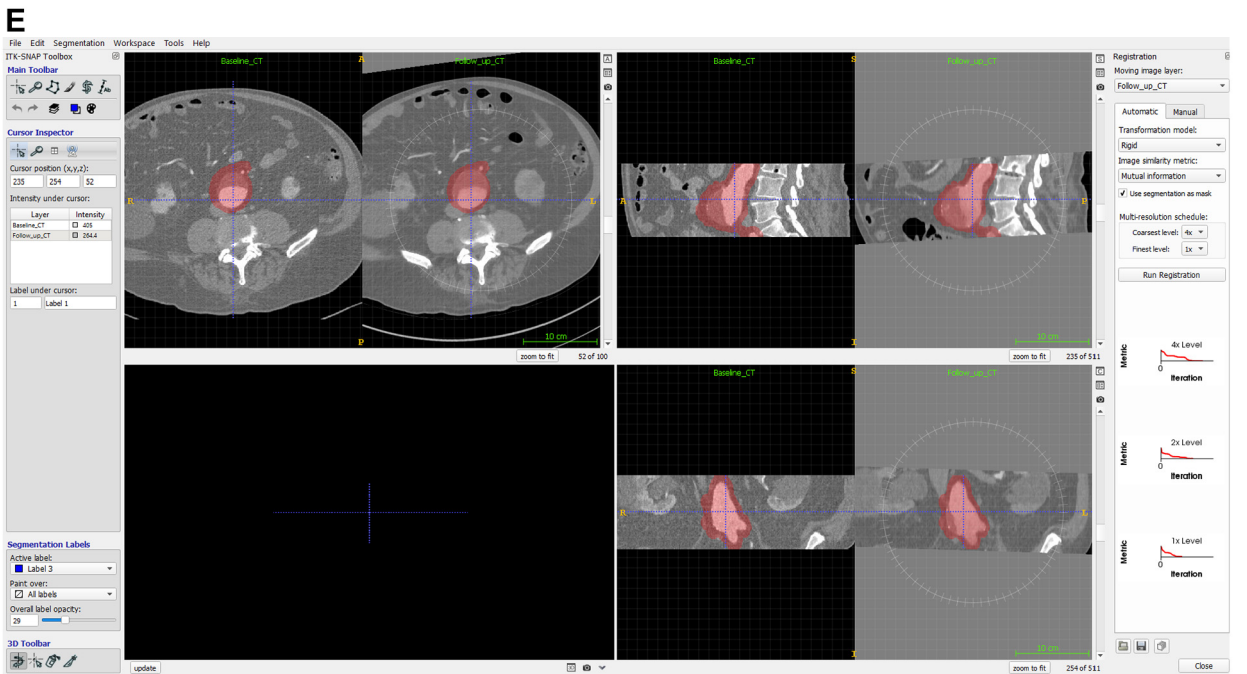 E
File Edit Segmentation Workspace Tools Help
ITK-SNAP Toolbox
Main Toolbar
Cursor Inspector
Cursor position (x,y,z):
235 254 52
Intensity under cursor:
Layer Intensity
Baseline_CT 405
Follow_up_CT 264.4
Label under cursor:
1 Label 1
Segmentation Labels
Active label:
Label 3
Paint over:
All labels
Overall label opacity:
29
3D Toolbar
Baseline_CT A Follow_up_CT
R L
10 cm
P
zoom to fit 52 of 100
A
Baseline_CT S Follow_up_CT
A P
10 cm
I
zoom to fit 235 of 511
S
update
Baseline_CT S Follow_up_CT
R L
10 cm
I
zoom to fit 254 of 511
C
Registration
Moving image layer:
Follow_up_CT
Automatic Manual
Transformation model:
Rigid
Image similarity metric:
Mutual information
Use segmentation as mask
Multi-resolution schedule:
Coarsest level: 4x
Finest level: 1x
Run Registration
4x Level
Metric
0
Iteration
2x Level
Metric
0
Iteration
1x Level
Metric
0
Iteration
Close